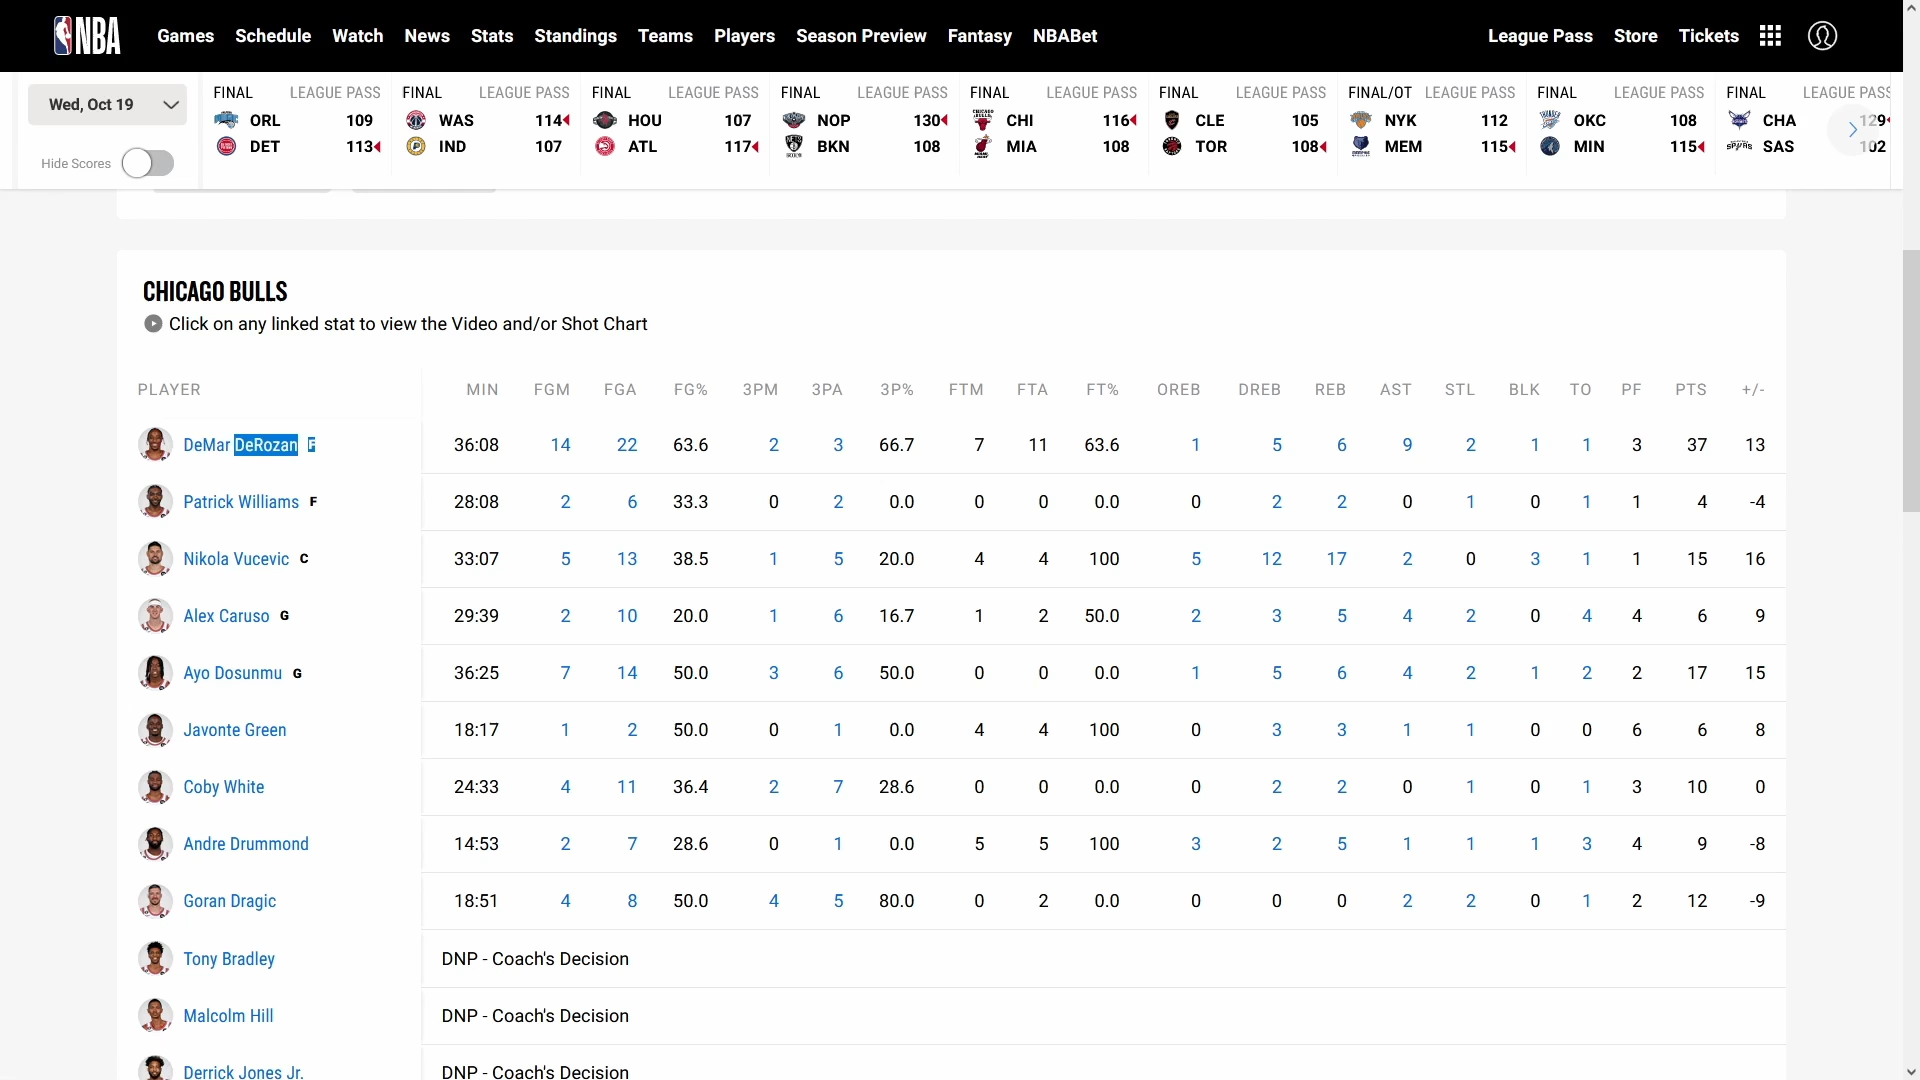 NBA Games Schedule Watch News Stats Standings Teams Players Season Preview Fantasy NBABet League Pass Store Tickets
Wed, Oct 19
Hide Scores
FINAL LEAGUE PASS
ORL 109
DET 113
FINAL LEAGUE PASS
WAS 114
IND 107
FINAL LEAGUE PASS
HOU 107
ATL 117
FINAL LEAGUE PASS
NOP 130
BKN 108
FINAL LEAGUE PASS
CHI 116
MIA 108
FINAL LEAGUE PASS
CLE 105
TOR 108
FINAL/OT LEAGUE PASS
NYK 112
MEM 115
FINAL LEAGUE PASS
OKC 108
MIN 115
FINAL LEAGUE PASS
CHA 129
SAS 102
CHICAGO BULLS
Click on any linked stat to view the Video and/or Shot Chart
PLAYER MIN FGM FGA FG% 3PM 3PA 3P% FTM FTA FT% OREB DREB REB AST STL BLK TO PF PTS +/-
DeMar DeRozan F 36:08 14 22 63.6 2 3 66.7 7 11 63.6 1 5 6 9 2 1 1 3 37 13
Patrick Williams F 28:08 2 6 33.3 0 2 0.0 0 0 0.0 0 2 2 0 1 0 1 1 4 -4
Nikola Vucevic C 33:07 5 13 38.5 1 5 20.0 4 4 100 5 12 17 2 0 3 1 1 15 16
Alex Caruso G 29:39 2 10 20.0 1 6 16.7 1 2 50.0 2 3 5 4 2 0 4 4 6 9
Ayo Dosunmu G 36:25 7 14 50.0 3 6 50.0 0 0 0.0 1 5 6 4 2 1 2 2 17 15
Javonte Green 18:17 1 2 50.0 0 1 0.0 4 4 100 0 3 3 1 1 0 0 6 6 8
Coby White 24:33 4 11 36.4 2 7 28.6 0 0 0.0 0 2 2 0 1 0 1 3 10 0
Andre Drummond 14:53 2 7 28.6 0 1 0.0 5 5 100 3 2 5 1 1 1 3 4 9 -8
Goran Dragic 18:51 4 8 50.0 4 5 80.0 0 2 0.0 0 0 0 2 2 0 1 2 12 -9
Tony Bradley DNP - Coach's Decision
Malcolm Hill DNP - Coach's Decision
Derrick Jones Jr. DNP - Coach's Decision